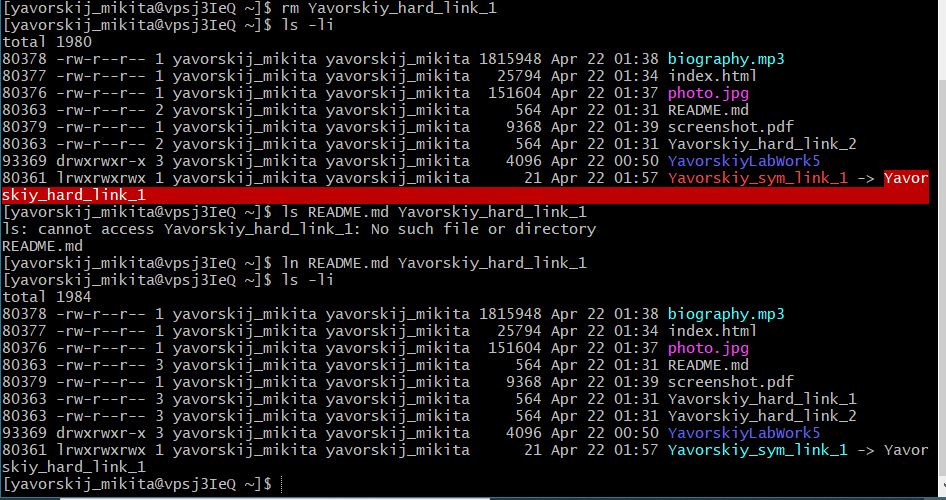 [yavorskij_mikita@vpsj3IeQ ~]$ rm Yavorskiy_hard_link_1
[yavorskij_mikita@vpsj3IeQ ~]$ ls -li
total 1980
80378 -rw-r--r-- 1 yavorskij_mikita yavorskij_mikita 1815948 Apr 22 01:38 biography.mp3
80377 -rw-r--r-- 1 yavorskij_mikita yavorskij_mikita   25794 Apr 22 01:34 index.html
80376 -rw-r--r-- 1 yavorskij_mikita yavorskij_mikita  151604 Apr 22 01:37 photo.jpg
80363 -rw-r--r-- 2 yavorskij_mikita yavorskij_mikita     564 Apr 22 01:31 README.md
80379 -rw-r--r-- 1 yavorskij_mikita yavorskij_mikita    9368 Apr 22 01:39 screenshot.pdf
80363 -rw-r--r-- 2 yavorskij_mikita yavorskij_mikita     564 Apr 22 01:31 Yavorskiy_hard_link_2
93369 drwxrwxr-x 3 yavorskij_mikita yavorskij_mikita    4096 Apr 22 00:50 YavorskiyLabWork5
80361 lrwxrwxrwx 1 yavorskij_mikita yavorskij_mikita      21 Apr 22 01:57 Yavorskiy_sym_link_1 -> Yavor
skiy_hard_link_1
[yavorskij_mikita@vpsj3IeQ ~]$ ls README.md Yavorskiy_hard_link_1
ls: cannot access Yavorskiy_hard_link_1: No such file or directory
README.md
[yavorskij_mikita@vpsj3IeQ ~]$ ln README.md Yavorskiy_hard_link_1
[yavorskij_mikita@vpsj3IeQ ~]$ ls -li
total 1984
80378 -rw-r--r-- 1 yavorskij_mikita yavorskij_mikita 1815948 Apr 22 01:38 biography.mp3
80377 -rw-r--r-- 1 yavorskij_mikita yavorskij_mikita   25794 Apr 22 01:34 index.html
80376 -rw-r--r-- 1 yavorskij_mikita yavorskij_mikita  151604 Apr 22 01:37 photo.jpg
80363 -rw-r--r-- 3 yavorskij_mikita yavorskij_mikita     564 Apr 22 01:31 README.md
80379 -rw-r--r-- 1 yavorskij_mikita yavorskij_mikita    9368 Apr 22 01:39 screenshot.pdf
80363 -rw-r--r-- 3 yavorskij_mikita yavorskij_mikita     564 Apr 22 01:31 Yavorskiy_hard_link_1
80363 -rw-r--r-- 3 yavorskij_mikita yavorskij_mikita     564 Apr 22 01:31 Yavorskiy_hard_link_2
93369 drwxrwxr-x 3 yavorskij_mikita yavorskij_mikita    4096 Apr 22 00:50 YavorskiyLabWork5
80361 lrwxrwxrwx 1 yavorskij_mikita yavorskij_mikita      21 Apr 22 01:57 Yavorskiy_sym_link_1 -> Yavor
skiy_hard_link_1
[yavorskij_mikita@vpsj3IeQ ~]$